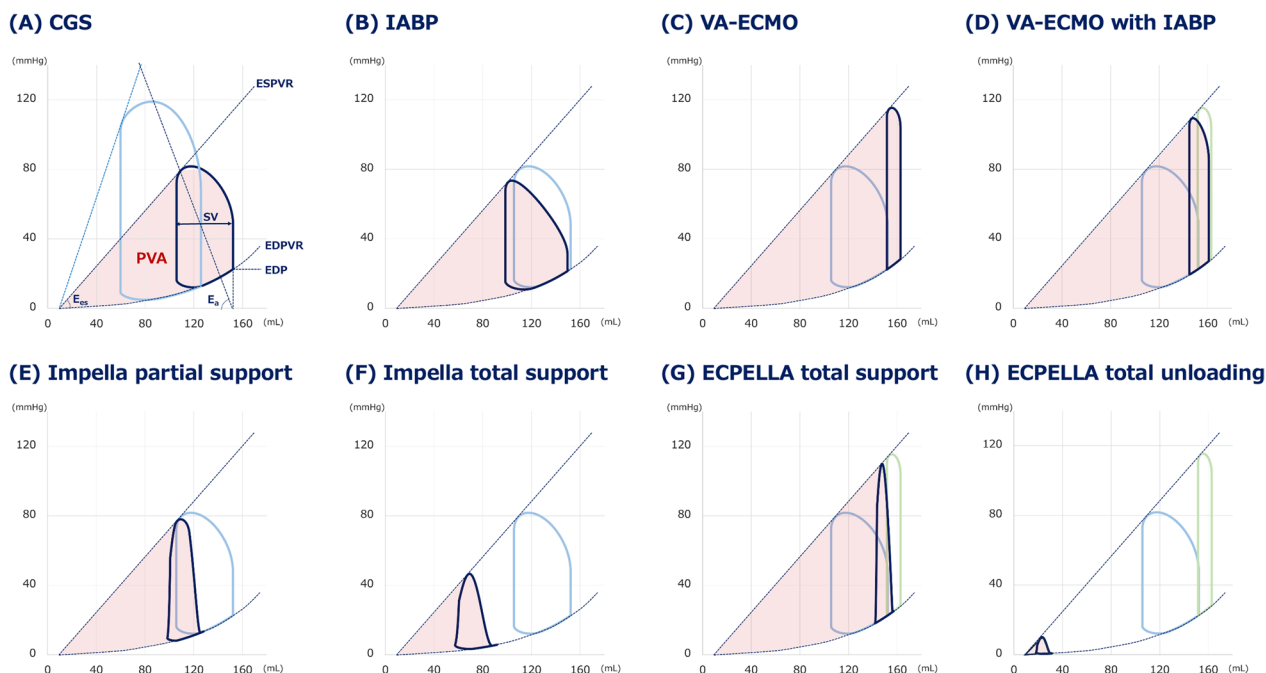 (A) CGS
(mmHg)
120
80
40
0
0
40
80
120
160
(mL)
ESPVR
SV
PVA
EDPVR
EDP
Ees
Ea
(B) IABP
(mmHg)
120
80
40
0
0
40
80
120
160
(mL)
(C) VA-ECMO
(mmHg)
120
80
40
0
0
40
80
120
160
(mL)
(D) VA-ECMO with IABP
(mmHg)
120
80
40
0
0
40
80
120
160
(mL)
(E) Impella partial support
(mmHg)
120
80
40
0
0
40
80
120
160
(mL)
(F) Impella total support
(mmHg)
120
80
40
0
0
40
80
120
160
(mL)
(G) ECPELLA total support
(mmHg)
120
80
40
0
0
40
80
120
160
(mL)
(H) ECPELLA total unloading
(mmHg)
120
80
40
0
0
40
80
120
160
(mL)